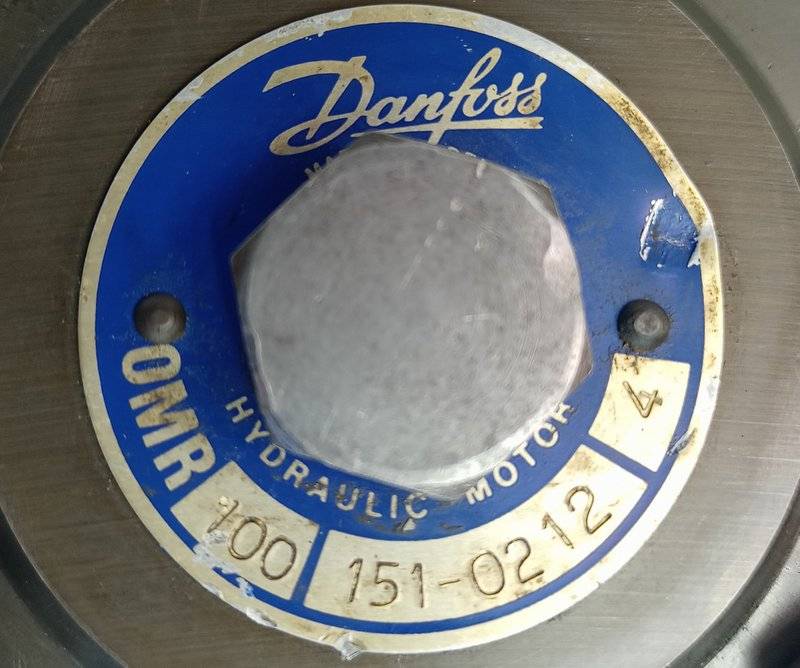 Danfoss
HYDRAULIC MOTOR
OMR 100 151-0212 4